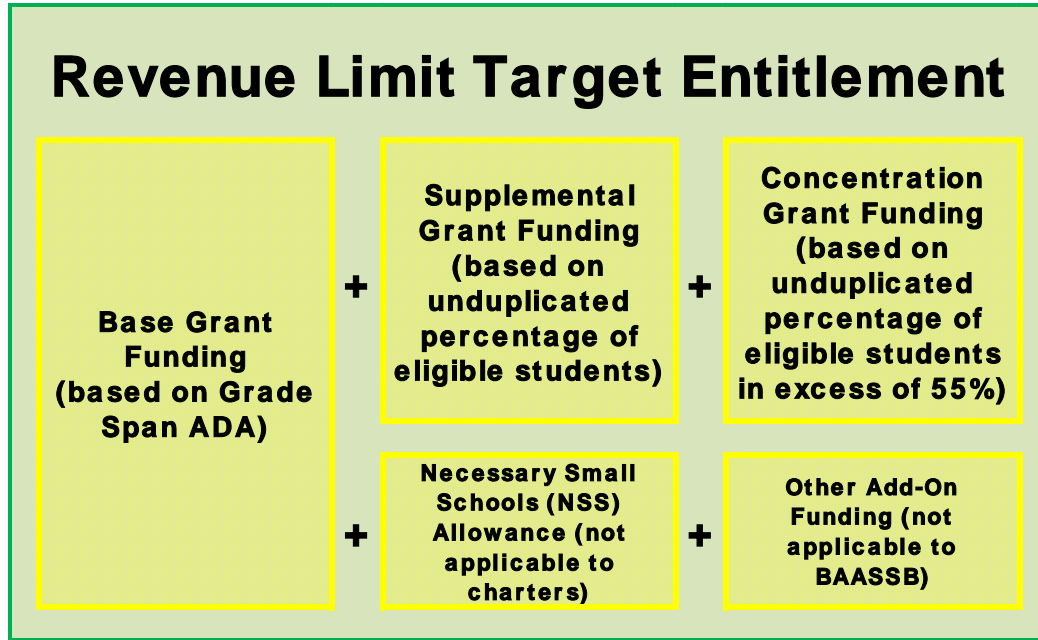 Revenue Limit Target Entitlement
Base Grant
Funding
(based on Grade
Span ADA)
+
Supplemental
Grant Funding
(based on
unduplicated
percentage of
eligible students)
+
Concentration
Grant Funding
(based on
unduplicated
percentage of
eligible students
in excess of 55%)
+
Necessary Small
Schools (NSS)
Allowance (not
applicable to
charters)
+
Other Add-On
Funding (not
applicable to
BAASSB)